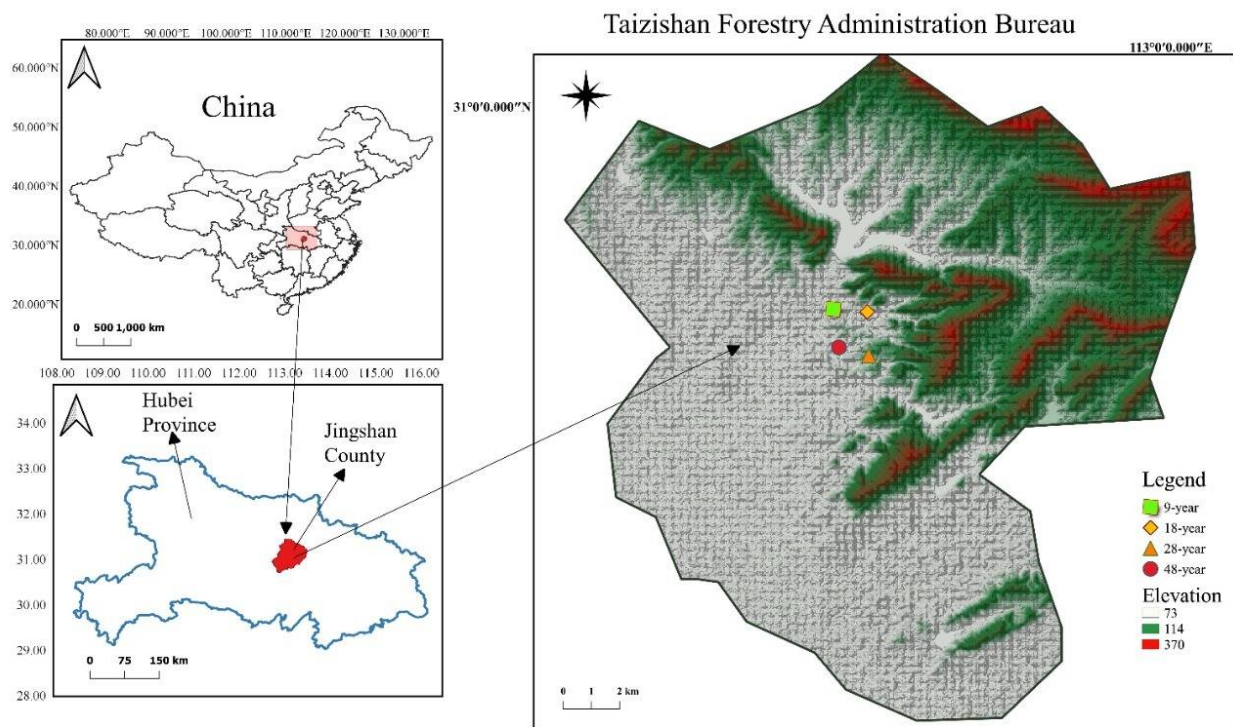 Taizishan Forestry Administration Bureau
80.000°E 90.000°E 100.000°E 110.000°E 120.000°E 130.000°E
113°0′0.000″E
60.000°N
50.000°N
40.000°N
30.000°N
20.000°N
China
0 500 1,000 km
31°0′0.000″N
108.00 109.00 110.00 111.00 112.00 113.00 114.00 115.00 116.00
34.00
33.00
32.00
31.00
30.00
29.00
28.00
Hubei
Province
Jingshan
County
0 75 150 km
Legend
9-year
18-year
28-year
48-year
Elevation
73
114
370
0 1 2 km